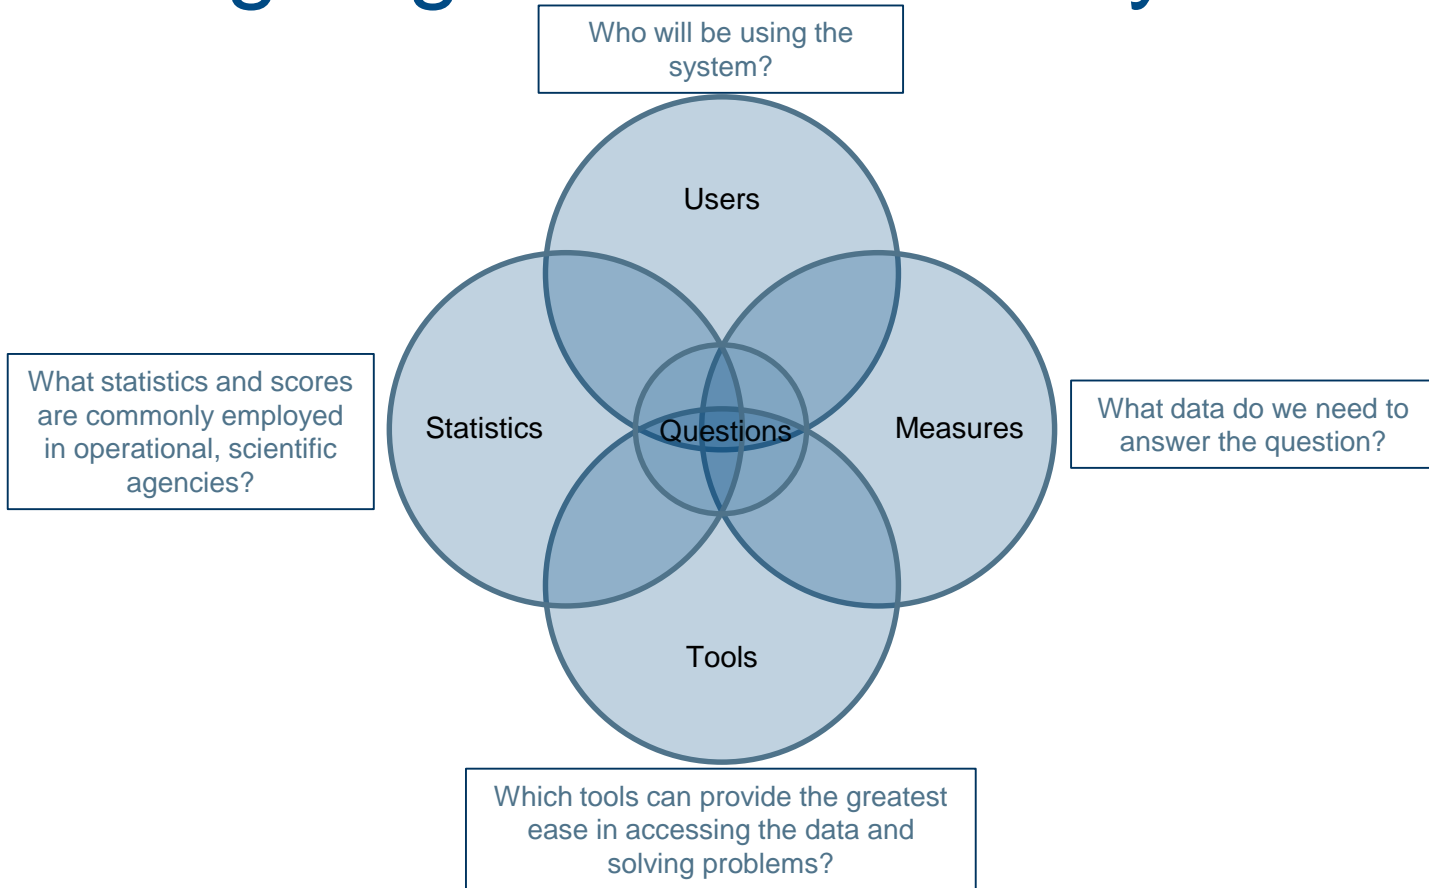 Who will be using the
system?
Users
What statistics and scores
are commonly employed
in operational, scientific
agencies?
Statistics
Questions
Measures
What data do we need to
answer the question?
Tools
Which tools can provide the greatest
ease in accessing the data and
solving problems?